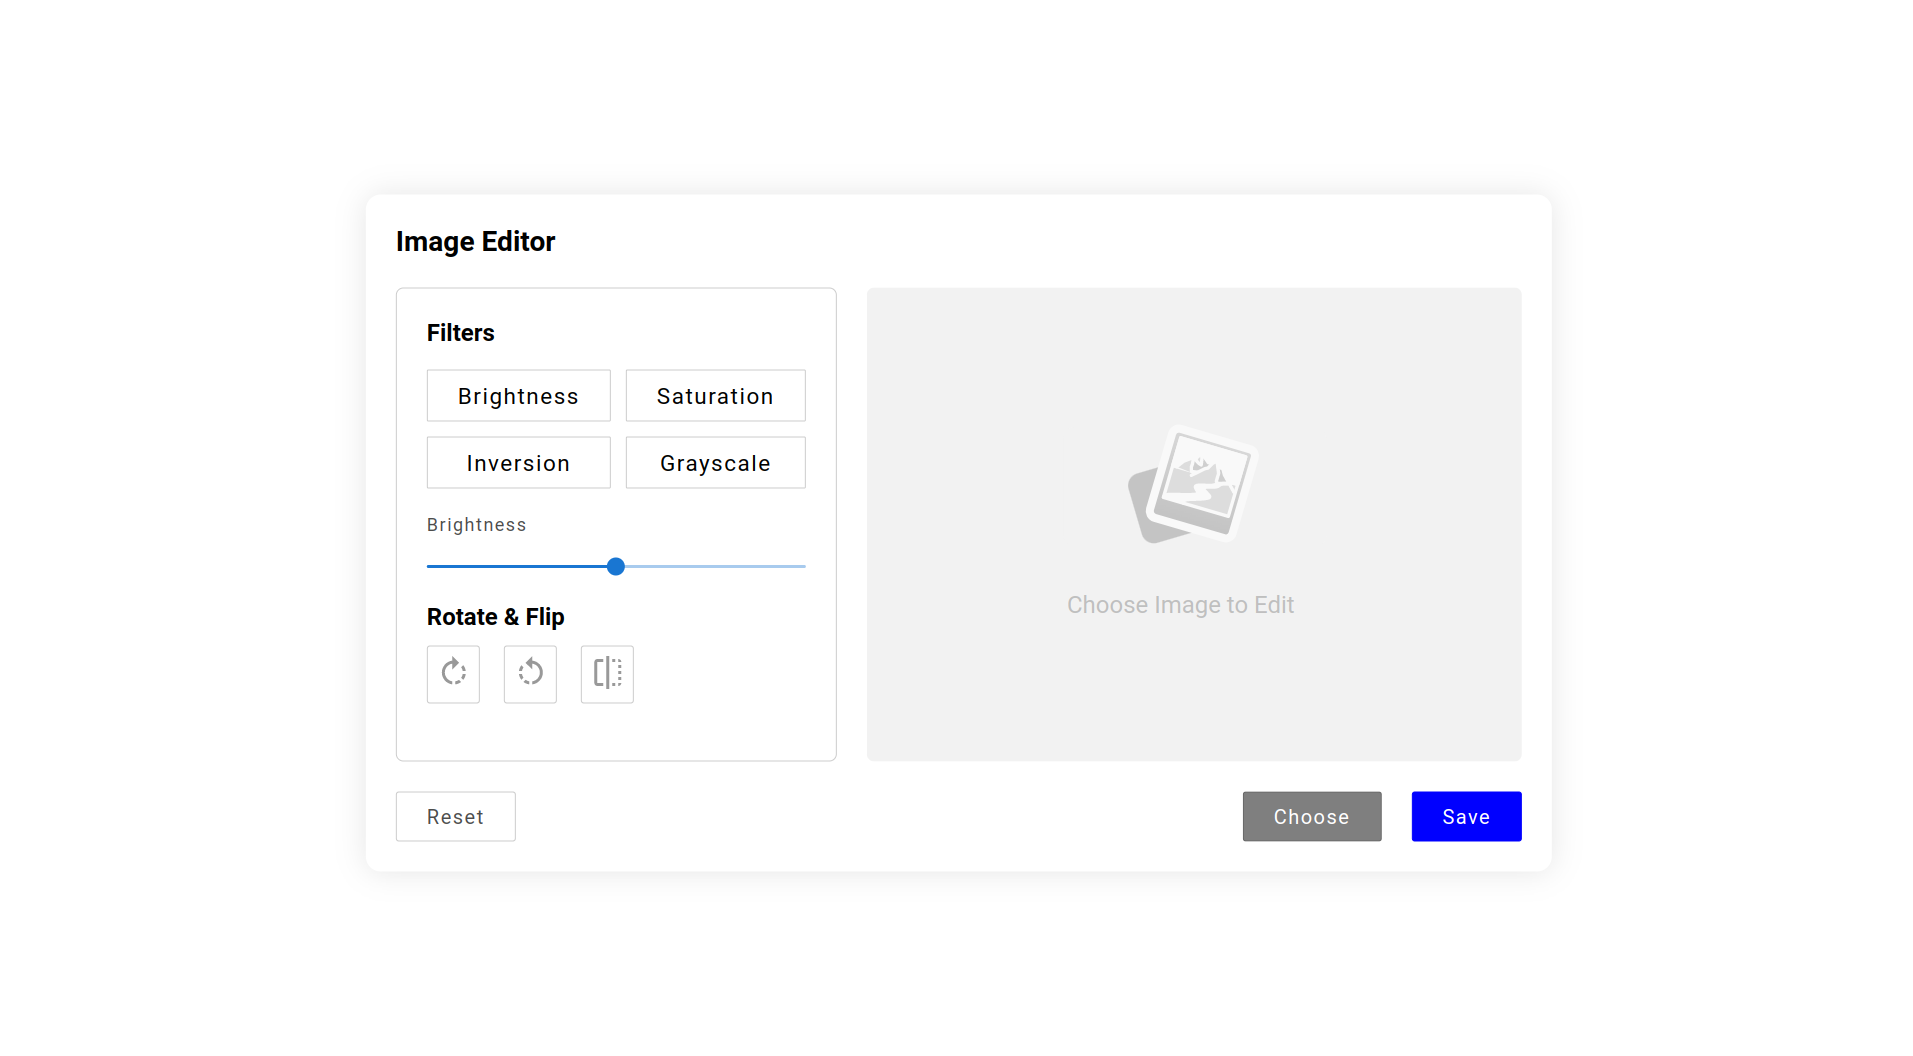 Image Editor
Filters
Brightness
Saturation
Inversion
Grayscale
Brightness
Rotate & Flip
Choose Image to Edit
Reset
Choose
Save